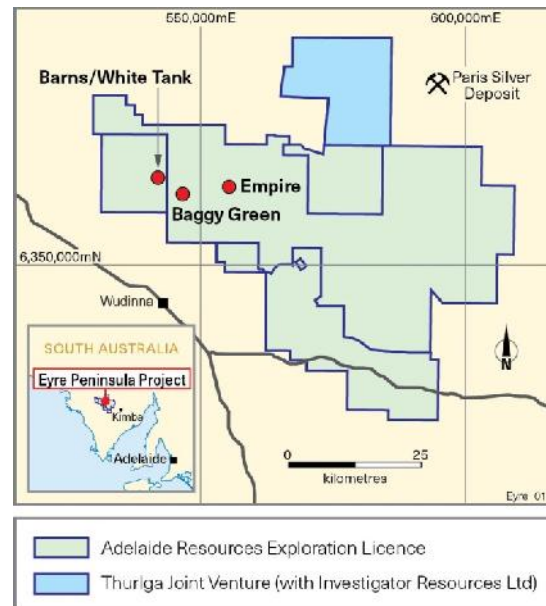 550,000mE
600,000mE
Barns/White Tank
Paris Silver
Deposit
Empire
Baggy Green
6,350,000mN
Wudinna
SOUTH AUSTRALIA
Eyre Peninsula Project
Kimba
Adelaide
N
0
25
kilometres
Eyre 01
Adelaide Resources Exploration Licence
Thurlga Joint Venture (with Investigator Resources Ltd)